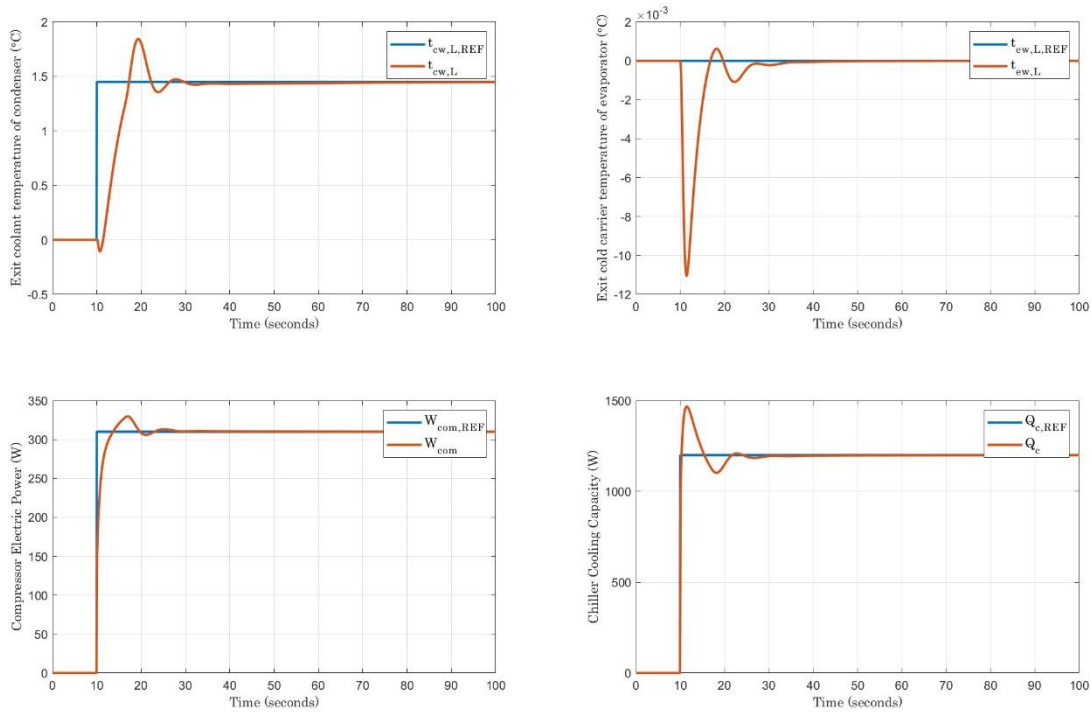 Exit coolant temperature of condenser (°C)
2
1.5
1
0.5
0
-0.5
t_cw,L,REF
t_cw,L
0 10 20 30 40 50 60 70 80 90 100
Time (seconds)
Exit cold carrier temperature of evaporator (°C)
×10^-3
2
0
-2
-4
-6
-8
-10
-12
t_ew,L,REF
t_ew,L
0 10 20 30 40 50 60 70 80 90 100
Time (seconds)
Compressor Electric Power (W)
350
300
250
200
150
100
50
0
W_com,REF
W_com
0 10 20 30 40 50 60 70 80 90 100
Time (seconds)
Chiller Cooling Capacity (W)
1500
1000
500
0
Q_c,REF
Q_c
0 10 20 30 40 50 60 70 80 90 100
Time (seconds)